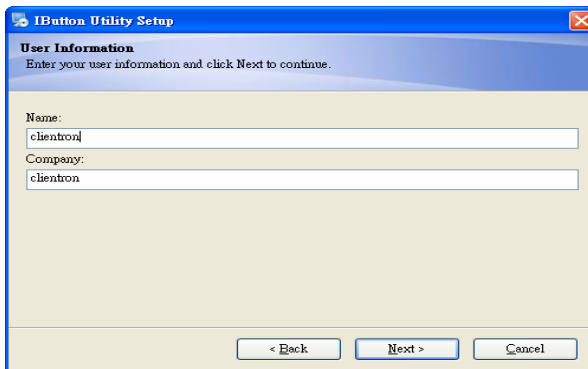 IButton Utility Setup
User Information
Enter your user information and click Next to continue.
Name:
clientron
Company:
clientron
< Back Next > Cancel